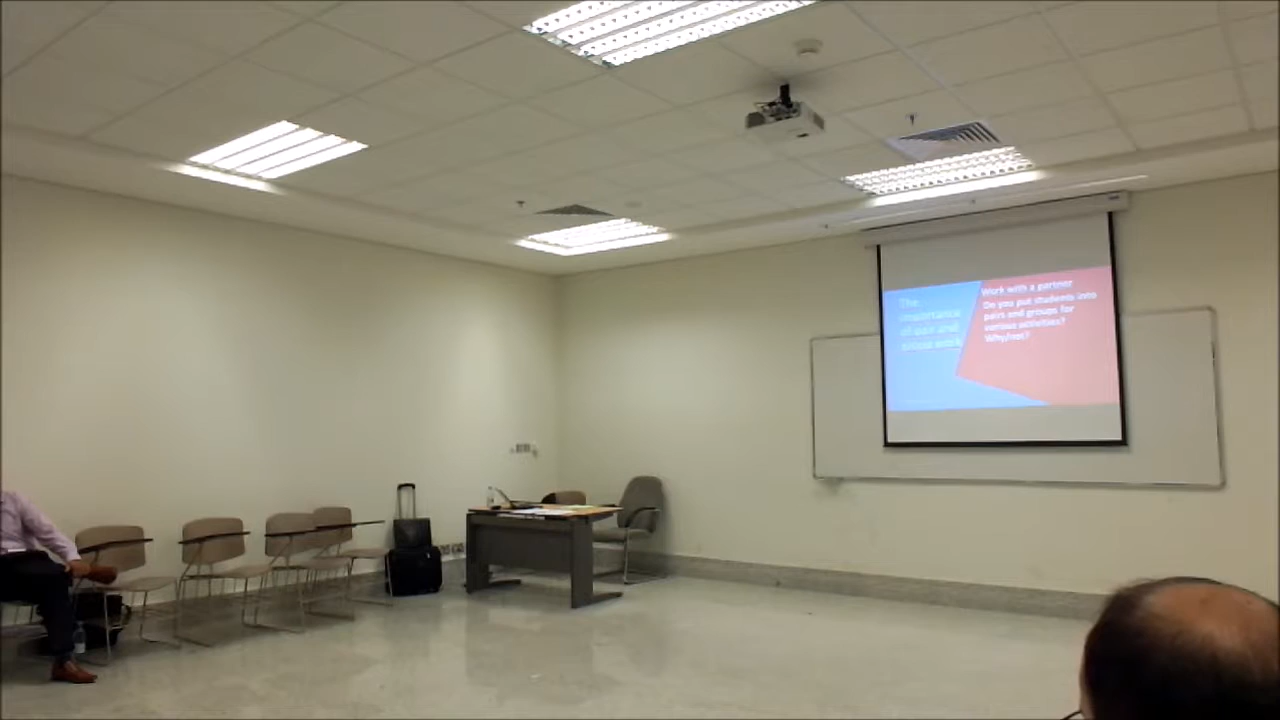 The
importance
of pair and
group work
Work with a partner
Do you put students into
pairs and groups for
various activities?
Why/not?